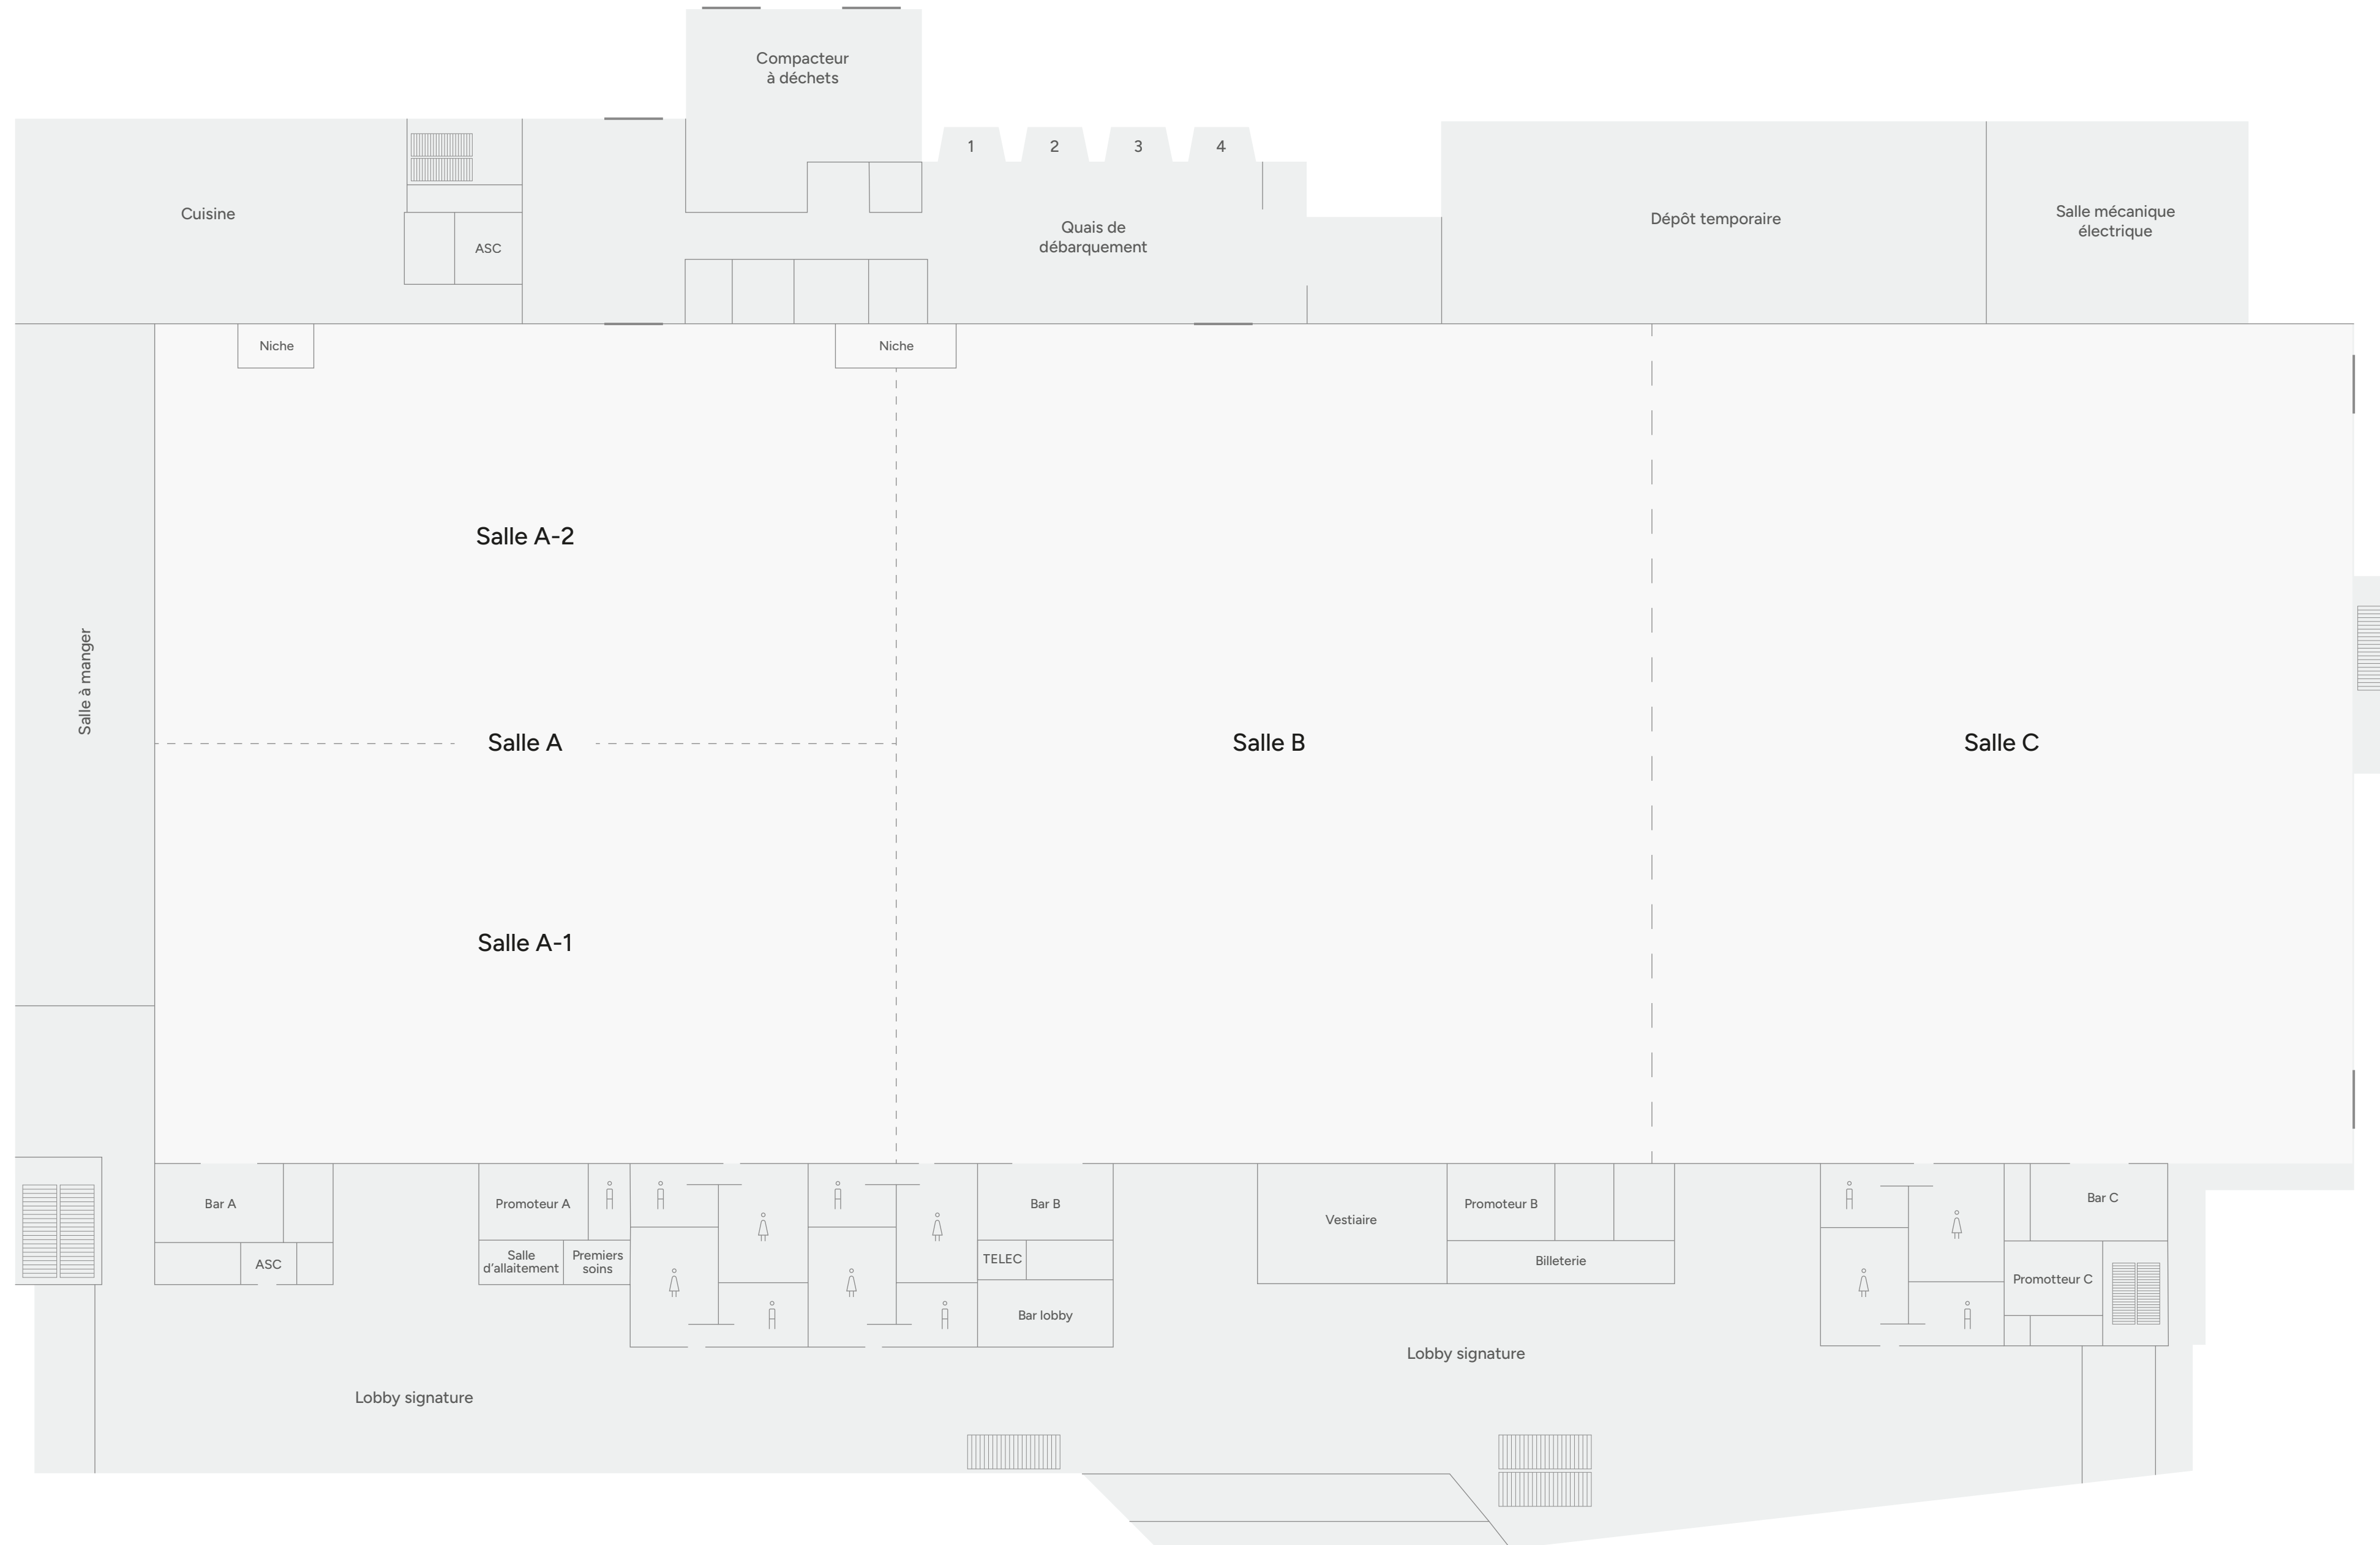 Compacteur
à déchets
1
2
3
4
Cuisine
ASC
Quais de
débarquement
Dépôt temporaire
Salle mécanique
électrique
Niche
Niche
Salle A-2
Salle à manger
Salle A
Salle B
Salle C
Salle A-1
Bar A
ASC
Promoteur A
Salle
d'allaitement
Premiers
soins
Bar B
TELEC
Bar lobby
Vestiaire
Promoteur B
Billeterie
Bar C
Promotteur C
Lobby signature
Lobby signature